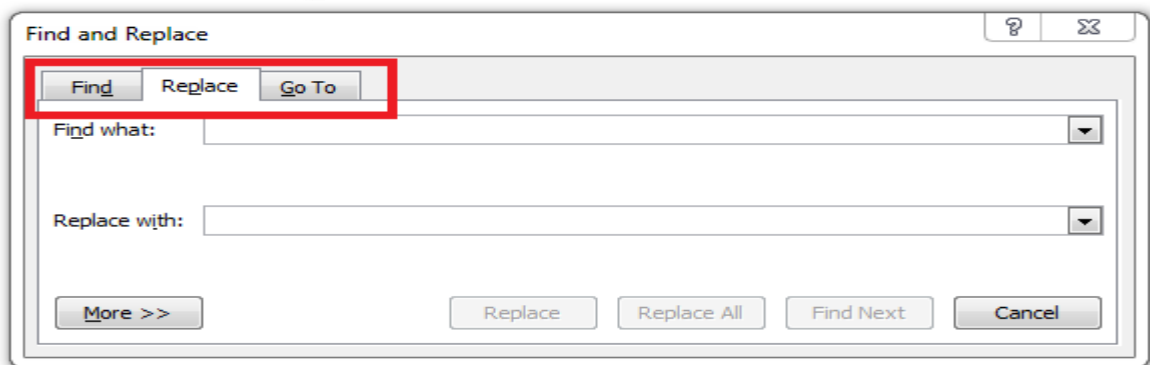 Find and Replace
Find Replace Go To
Find what:
Replace with:
More >> Replace Replace All Find Next Cancel